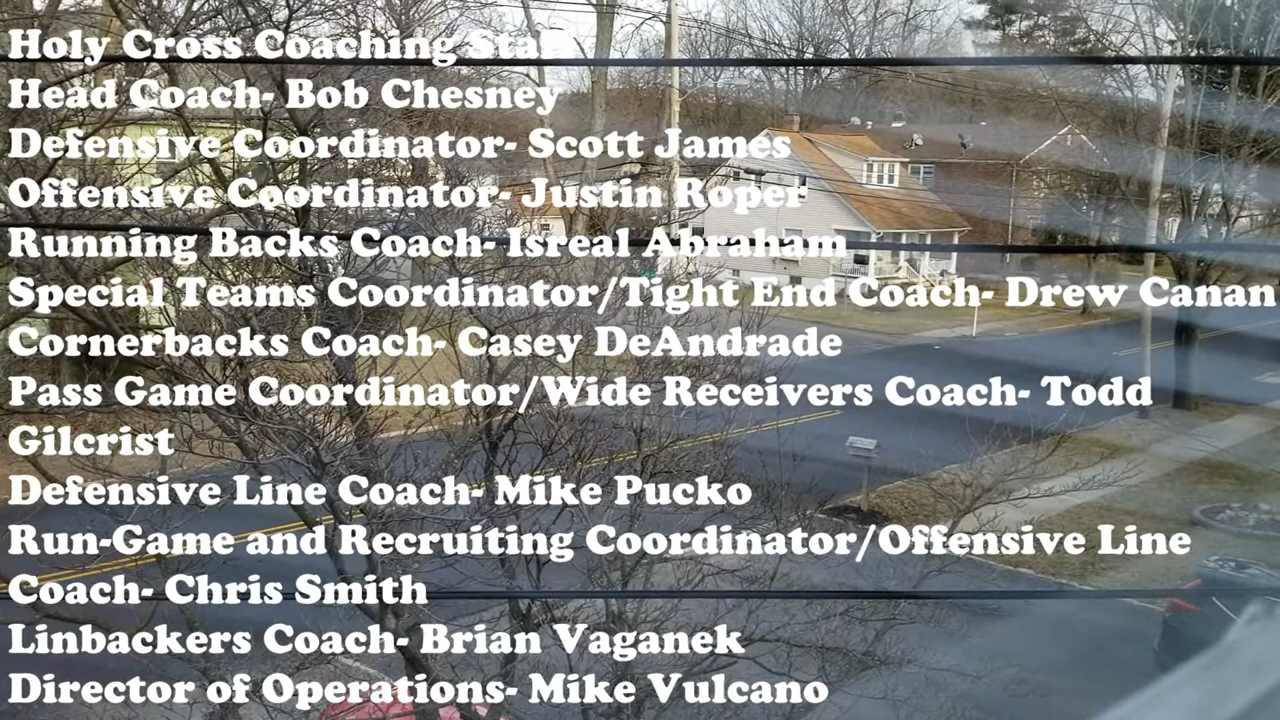 Holy Cross Coaching Staff
Head Coach- Bob Chesney
Defensive Coordinator- Scott James
Offensive Coordinator- Justin Roper
Running Backs Coach- Isreal Abraham
Special Teams Coordinator/Tight End Coach- Drew Canan
Cornerbacks Coach- Casey DeAndrade
Pass Game Coordinator/Wide Receivers Coach- Todd
Gilcrist
Defensive Line Coach- Mike Pucko
Run-Game and Recruiting Coordinator/Offensive Line
Coach- Chris Smith
Linbackers Coach- Brian Vaganek
Director of Operations- Mike Vulcano